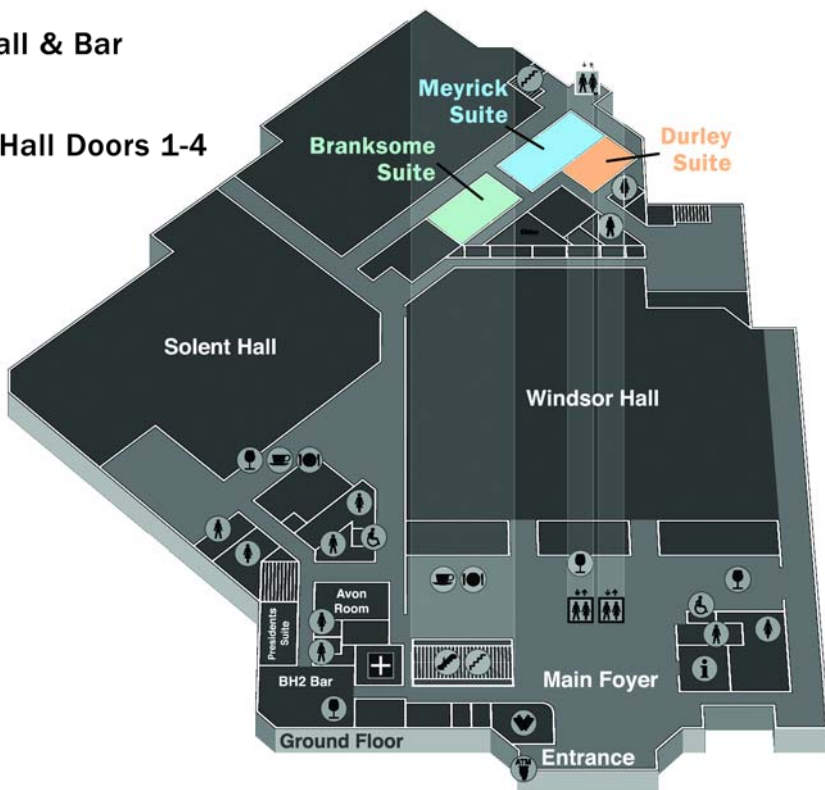 all & Bar
Hall Doors 1-4
Meyrick
Suite
Branksome
Suite
Durley
Suite
Solent Hall
Windsor Hall
Avon
Room
Presidents
Suite
BH2 Bar
Main Foyer
Ground Floor
Entrance
ATM